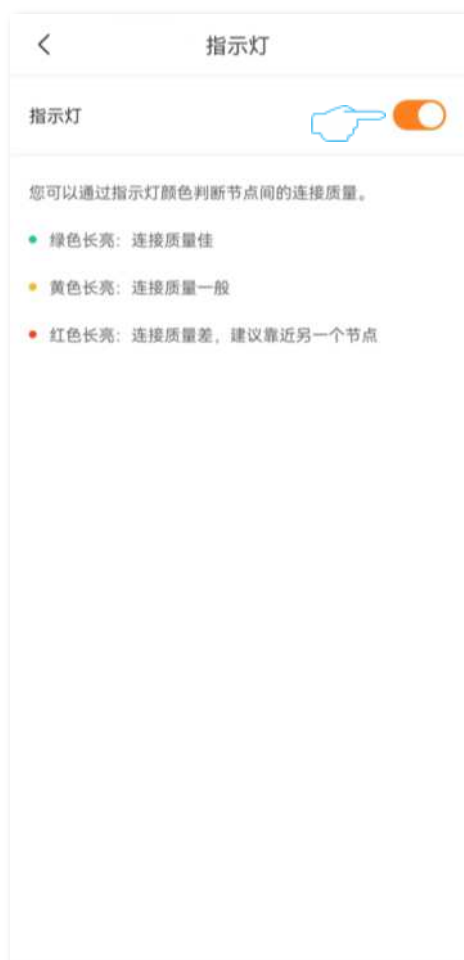 指示灯
指示灯
您可以通过指示灯颜色判断节点间的连接质量。
绿色长亮：连接质量佳
黄色长亮：连接质量一般
红色长亮：连接质量差，建议靠近另一个节点